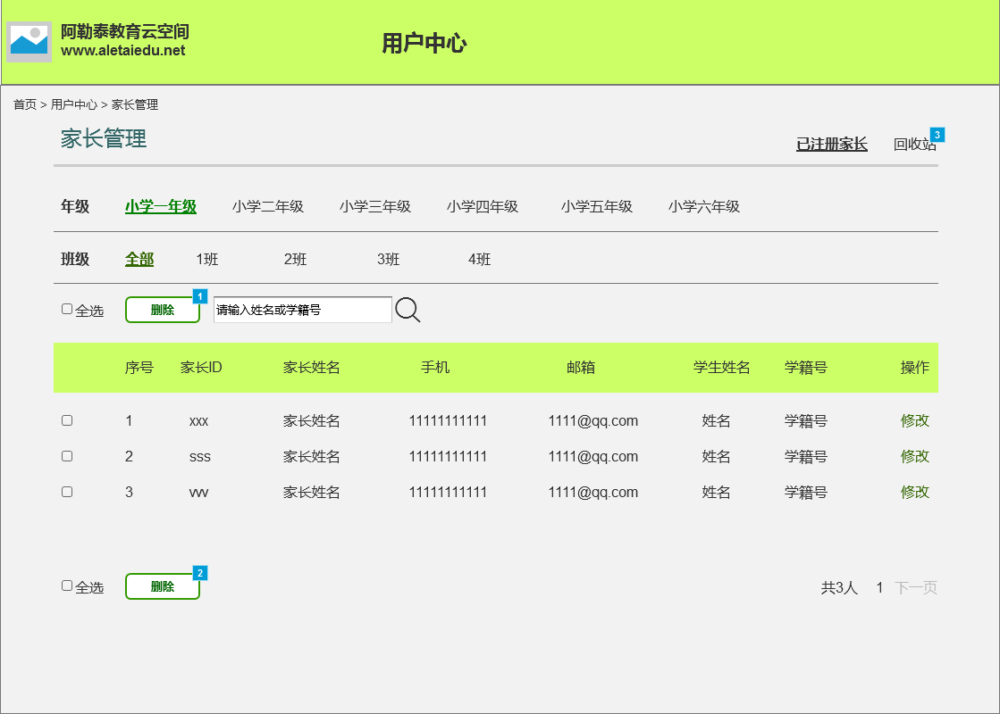 阿勒泰教育云空间
www.aletaiedu.net
用户中心
首页 > 用户中心 > 家长管理
家长管理
已注册家长 回收站 3
年级 小学一年级 小学二年级 小学三年级 小学四年级 小学五年级 小学六年级
班级 全部 1班 2班 3班 4班
全选 删除 1 请输入姓名或学籍号
序号 家长ID 家长姓名 手机 邮箱 学生姓名 学籍号 操作
1 xxx 家长姓名 11111111111 1111@qq.com 姓名 学籍号 修改
2 sss 家长姓名 11111111111 1111@qq.com 姓名 学籍号 修改
3 vvv 家长姓名 11111111111 1111@qq.com 姓名 学籍号 修改
全选 删除 2 共3人 1 下一页